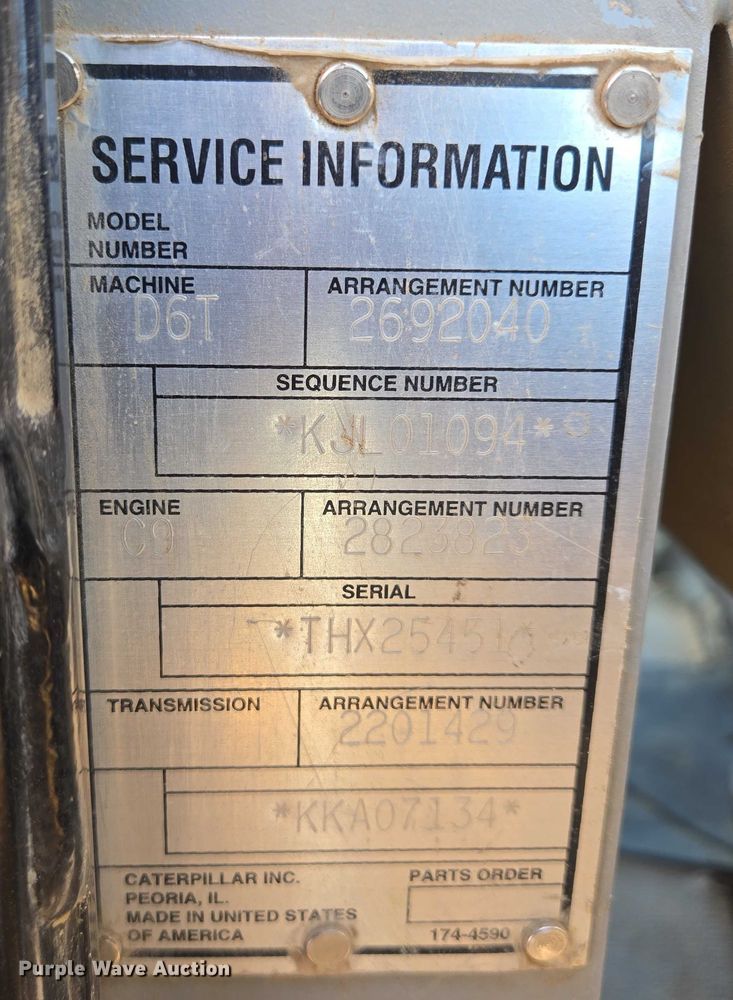 SERVICE INFORMATION
MODEL
NUMBER
MACHINE
ARRANGEMENT NUMBER
D6T
2692040
SEQUENCE NUMBER
*KJL01094*
ENGINE
ARRANGEMENT NUMBER
C9
2823823
SERIAL
*THX25451*
TRANSMISSION
ARRANGEMENT NUMBER
2201429
*KKA07134*
CATERPILLAR INC.
PEORIA, IL.
MADE IN UNITED STATES
OF AMERICA
PARTS ORDER
174-4590
Purple Wave Auction